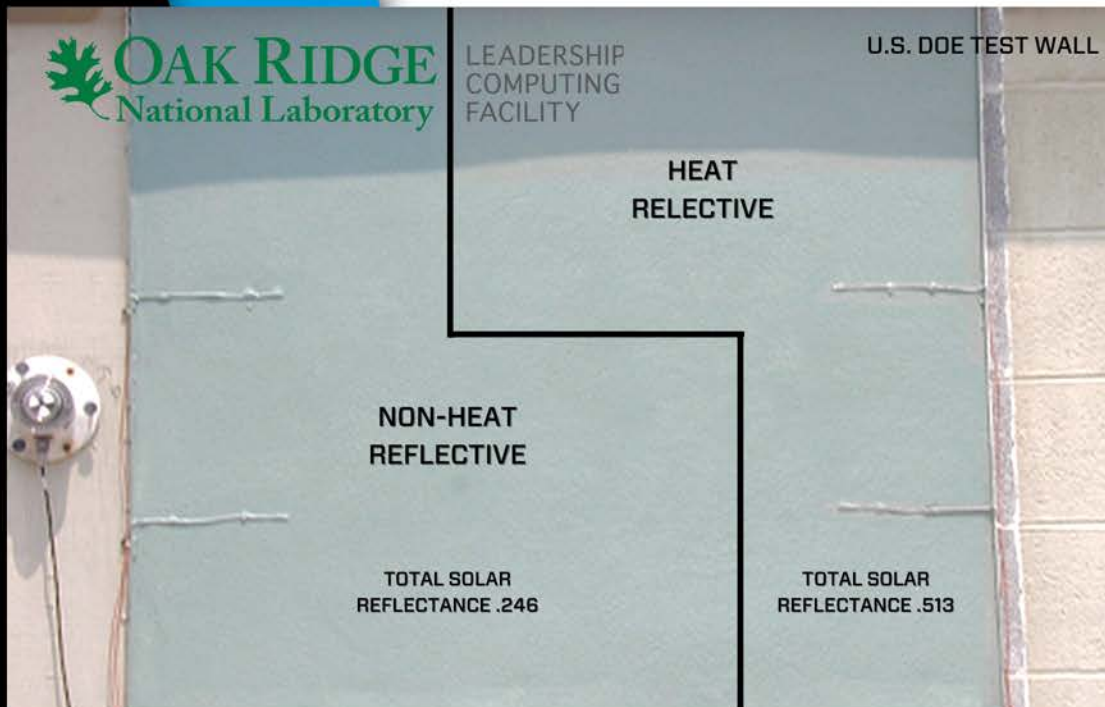 OAK RIDGE
National Laboratory
LEADERSHIP
COMPUTING
FACILITY
U.S. DOE TEST WALL
HEAT
RELECTIVE
NON-HEAT
REFLECTIVE
TOTAL SOLAR
REFLECTANCE .246
TOTAL SOLAR
REFLECTANCE .513